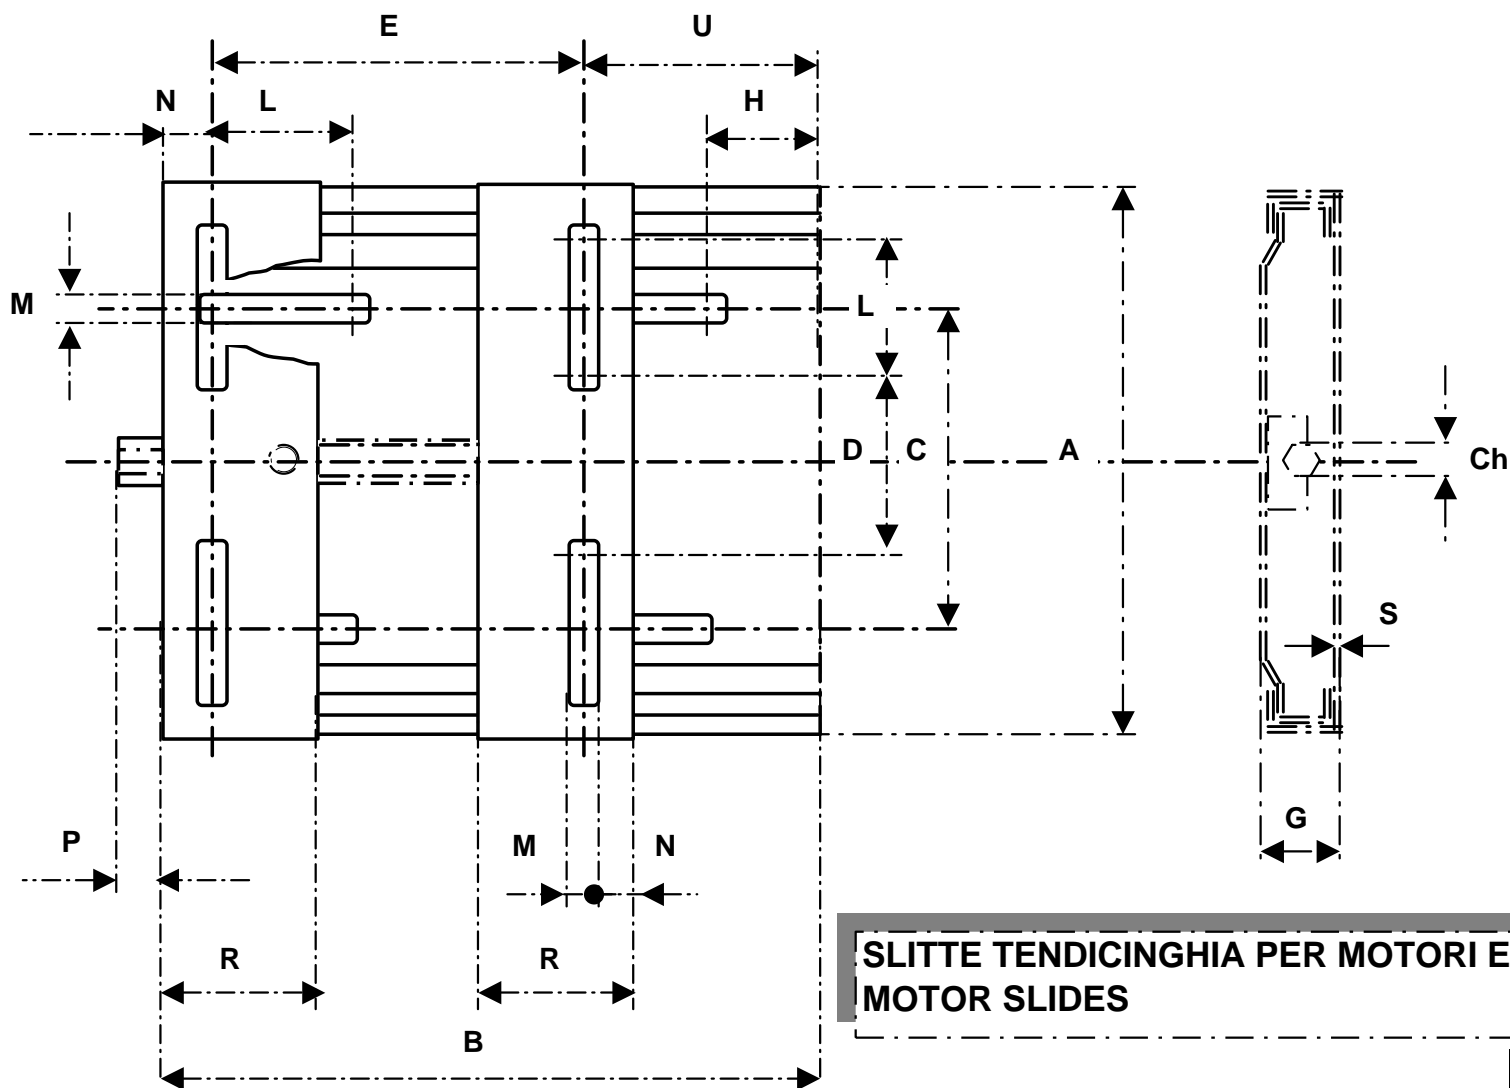 E
U
N
L
H
M
L
D
C
A
Ch
S
P
M
N
G
R
R
B
SLITTE TENDICINGHIA PER MOTORI E
MOTOR SLIDES